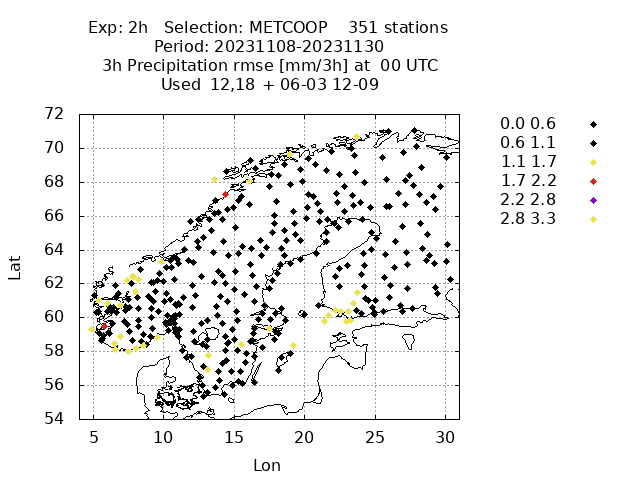 Exp: 2h   Selection: METCOOP    351 stations
Period: 20231108-20231130
3h Precipitation rmse [mm/3h] at  00 UTC
Used  12,18 + 06-03 12-09
72
70
68
66
64
62
60
58
56
54
Lat
5 10 15 20 25 30
Lon
0.0 0.6
0.6 1.1
1.1 1.7
1.7 2.2
2.2 2.8
2.8 3.3